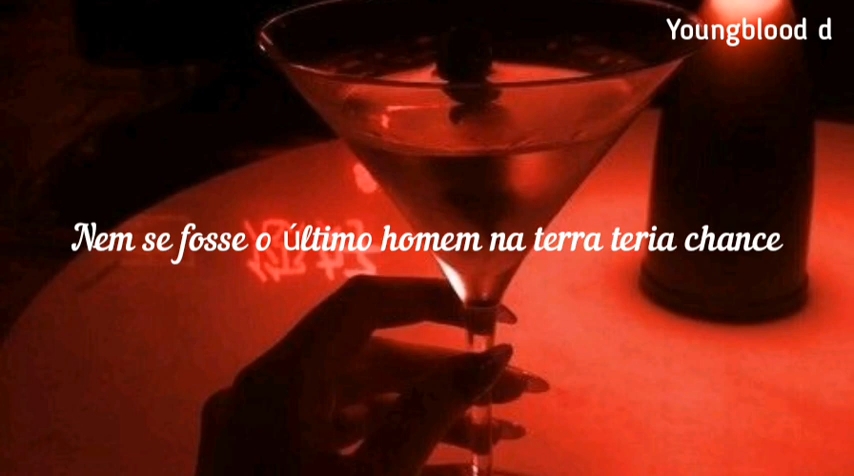 Youngblood d
Nem se fosse o último homem na terra teria chance